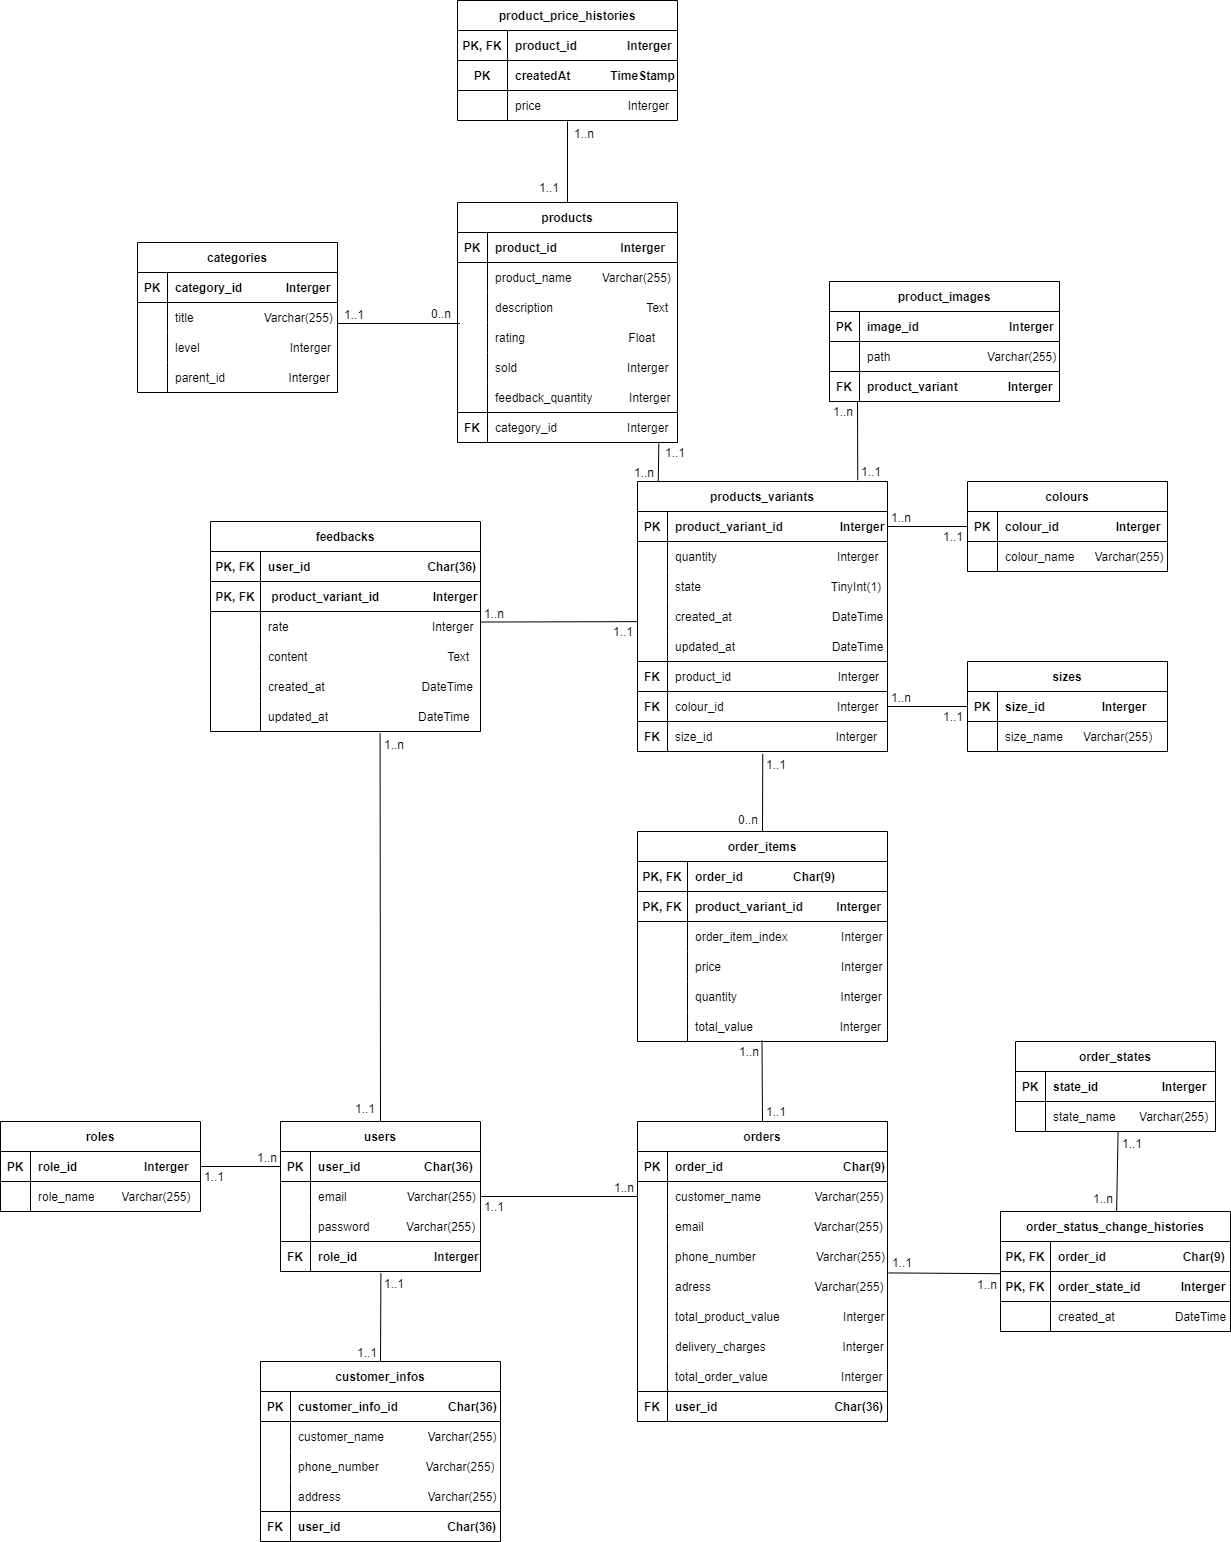 product_price_histories
PK, FK product_id Interger
PK createdAt TimeStamp
price Interger
1..n
1..1
products
PK product_id Interger
product_name Varchar(255)
description Text
rating Float
sold Interger
feedback_quantity Interger
FK category_id Interger
categories
PK category_id Interger
title Varchar(255)
level Interger
parent_id Interger
1..1 0..n
product_images
PK image_id Interger
path Varchar(255)
FK product_variant Interger
1..n
1..1
1..1
1..n
products_variants
PK product_variant_id Interger
quantity Interger
state TinyInt(1)
created_at DateTime
updated_at DateTime
FK product_id Interger
FK colour_id Interger
FK size_id Interger
1..n
1..1
colours
PK colour_id Interger
colour_name Varchar(255)
feedbacks
PK, FK user_id Char(36)
PK, FK product_variant_id Interger
rate Interger
content Text
created_at DateTime
updated_at DateTime
1..n
1..1
sizes
PK size_id Interger
size_name Varchar(255)
1..n
1..1
1..n
1..1
1..1
0..n
order_items
PK, FK order_id Char(9)
PK, FK product_variant_id Interger
order_item_index Interger
price Interger
quantity Interger
total_value Interger
1..n
1..1
order_states
PK state_id Interger
state_name Varchar(255)
1..1
1..n
roles
PK role_id Interger
role_name Varchar(255)
1..n
1..1
users
PK user_id Char(36)
email Varchar(255)
password Varchar(255)
FK role_id Interger
1..n
1..1
orders
PK order_id Char(9)
customer_name Varchar(255)
email Varchar(255)
phone_number Varchar(255)
adress Varchar(255)
total_product_value Interger
delivery_charges Interger
total_order_value Interger
FK user_id Char(36)
1..1
1..n
order_status_change_histories
PK, FK order_id Char(9)
PK, FK order_state_id Interger
created_at DateTime
1..1
1..1
customer_infos
PK customer_info_id Char(36)
customer_name Varchar(255)
phone_number Varchar(255)
address Varchar(255)
FK user_id Char(36)